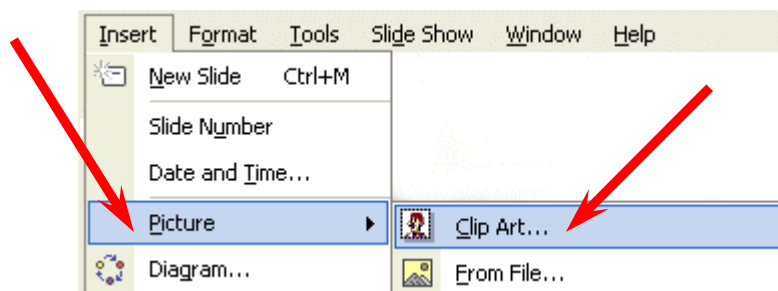 Insert Format Tools Slide Show Window Help
New Slide Ctrl+M
Slide Number
Date and Time...
Picture Clip Art...
Diagram... From File...